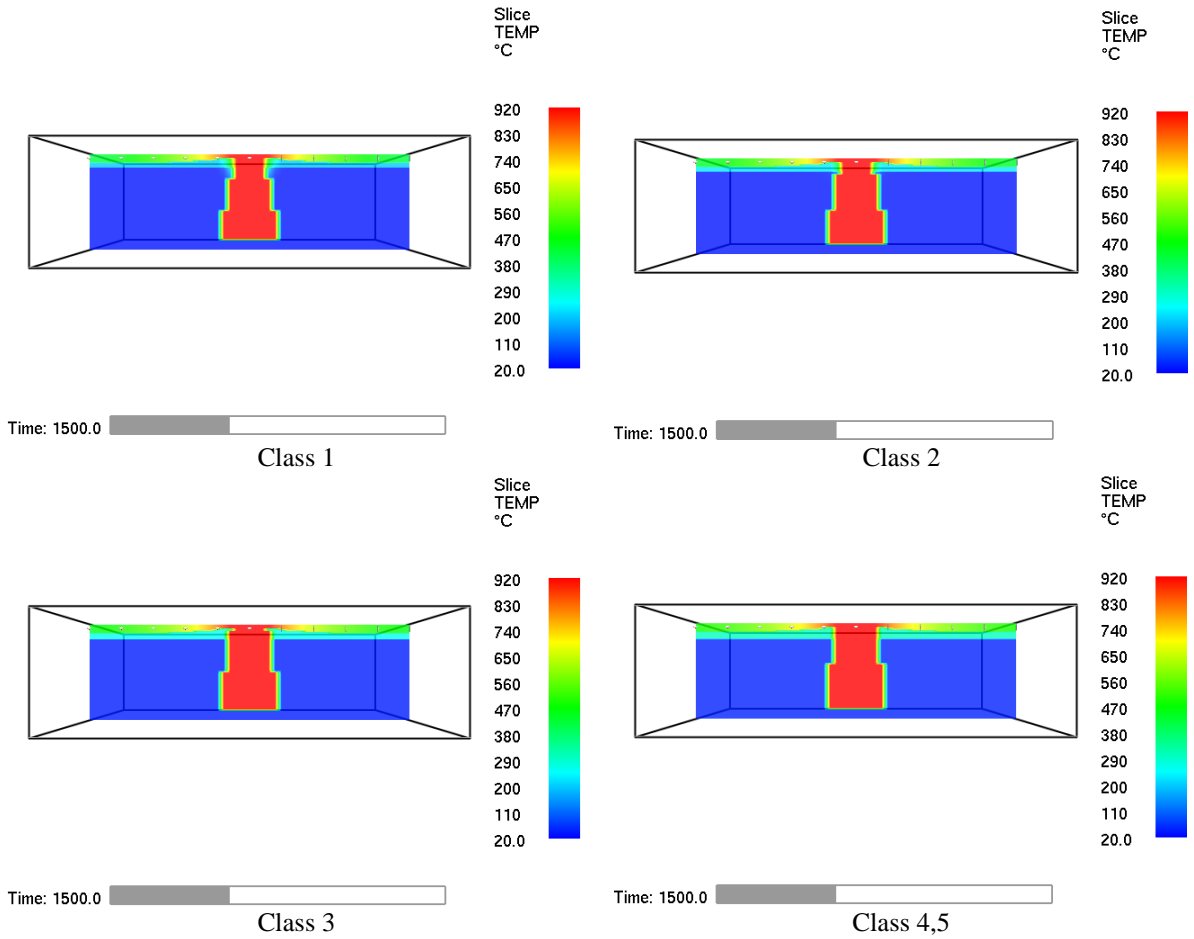 Slice
TEMP
°C
920
830
740
650
560
470
380
290
200
110
20.0
Time: 1500.0
Class 1
Slice
TEMP
°C
920
830
740
650
560
470
380
290
200
110
20.0
Time: 1500.0
Class 2
Slice
TEMP
°C
920
830
740
650
560
470
380
290
200
110
20.0
Time: 1500.0
Class 3
Slice
TEMP
°C
920
830
740
650
560
470
380
290
200
110
20.0
Time: 1500.0
Class 4,5